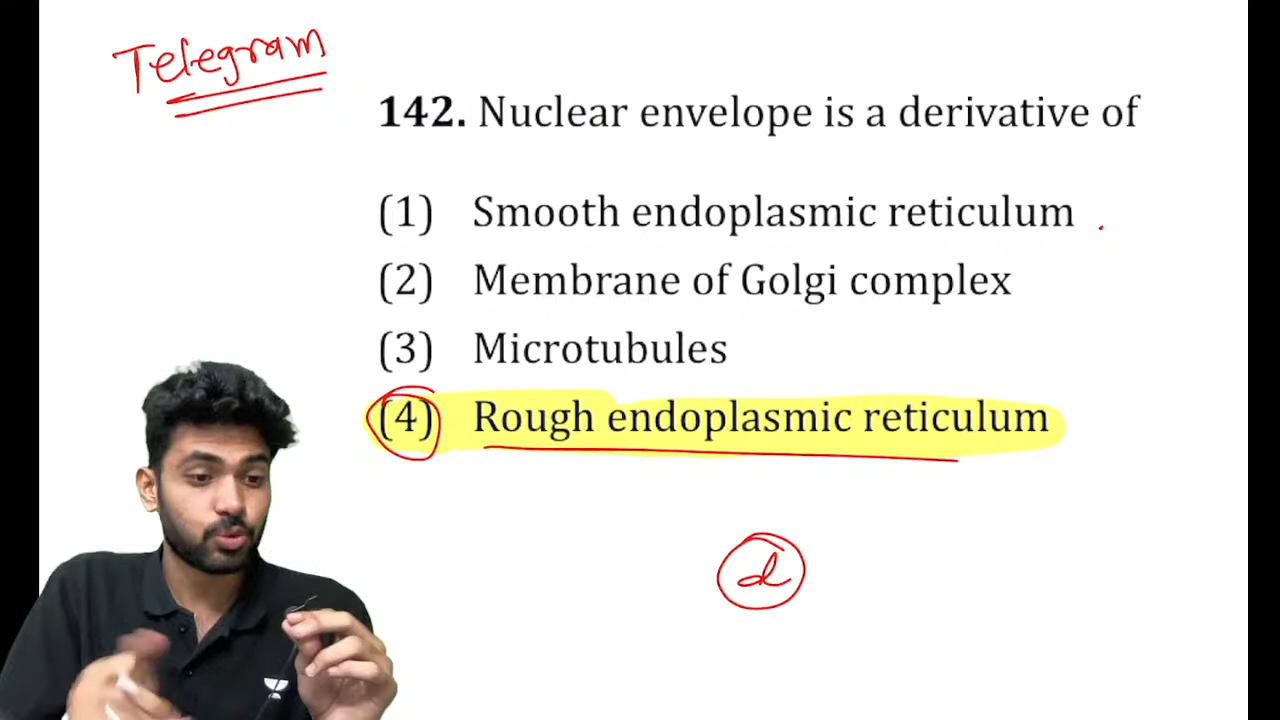 Telegram
142. Nuclear envelope is a derivative of
(1) Smooth endoplasmic reticulum
(2) Membrane of Golgi complex
(3) Microtubules
(4) Rough endoplasmic reticulum
d